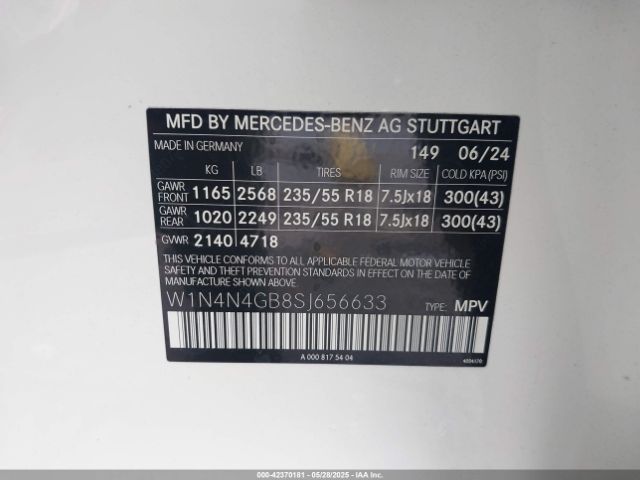 MFD BY MERCEDES-BENZ AG STUTTGART
MADE IN GERMANY 149 06/24
KG LB TIRES RIM SIZE COLD KPA (PSI)
GAWR FRONT 1165 2568 235/55 R18 7.5Jx18 300(43)
GAWR REAR 1020 2249 235/55 R18 7.5Jx18 300(43)
GVWR 2140 4718
THIS VEHICLE CONFORMS TO ALL APPLICABLE FEDERAL MOTOR VEHICLE
SAFETY AND THEFT PREVENTION STANDARDS IN EFFECT ON THE DATE OF
MANUFACTURE SHOWN ABOVE.
W1N4N4GB8SJ656633 TYPE: MPV
A 000 817 54 04
000-42370181 - 05/28/2025 - IAAI.COM